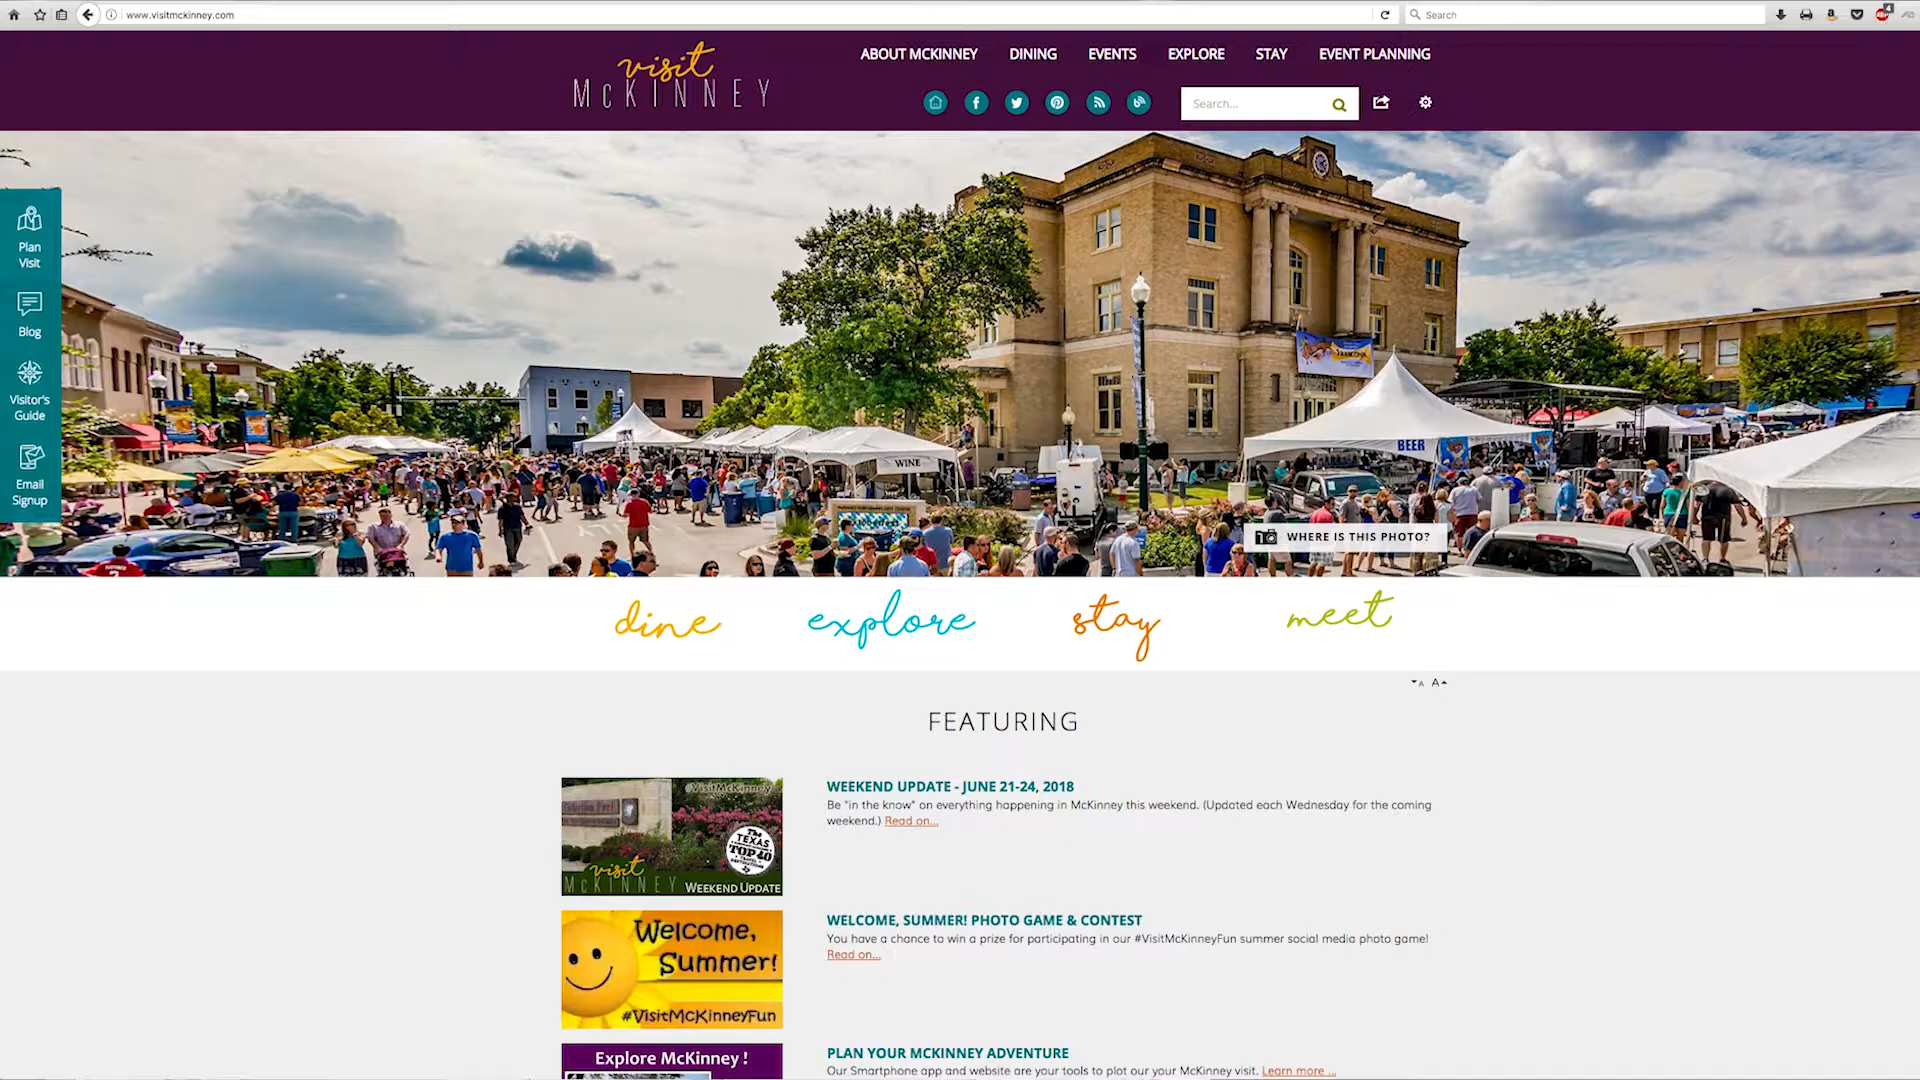 www.visitmckinney.com
Search
4
visit
McKINNEY
ABOUT MCKINNEY
DINING
EVENTS
EXPLORE
STAY
EVENT PLANNING
Search...
Plan
Visit
Blog
Visitor's
Guide
Email
Signup
WINE
BEER
WHERE IS THIS PHOTO?
dine
explore
stay
meet
A A
FEATURING
#VisitMcKinney
The
TEXAS
TOP 40
visit
McKINNEY WEEKEND UPDATE
WEEKEND UPDATE - JUNE 21-24, 2018
Be "in the know" on everything happening in McKinney this weekend. (Updated each Wednesday for the coming
weekend.) Read on...
Welcome,
Summer!
#VisitMcKinneyFun
WELCOME, SUMMER! PHOTO GAME & CONTEST
You have a chance to win a prize for participating in our #VisitMcKinneyFun summer social media photo game!
Read on...
Explore McKinney !
PLAN YOUR MCKINNEY ADVENTURE
Our Smartphone app and website are your tools to plot our your McKinney visit. Learn more ...